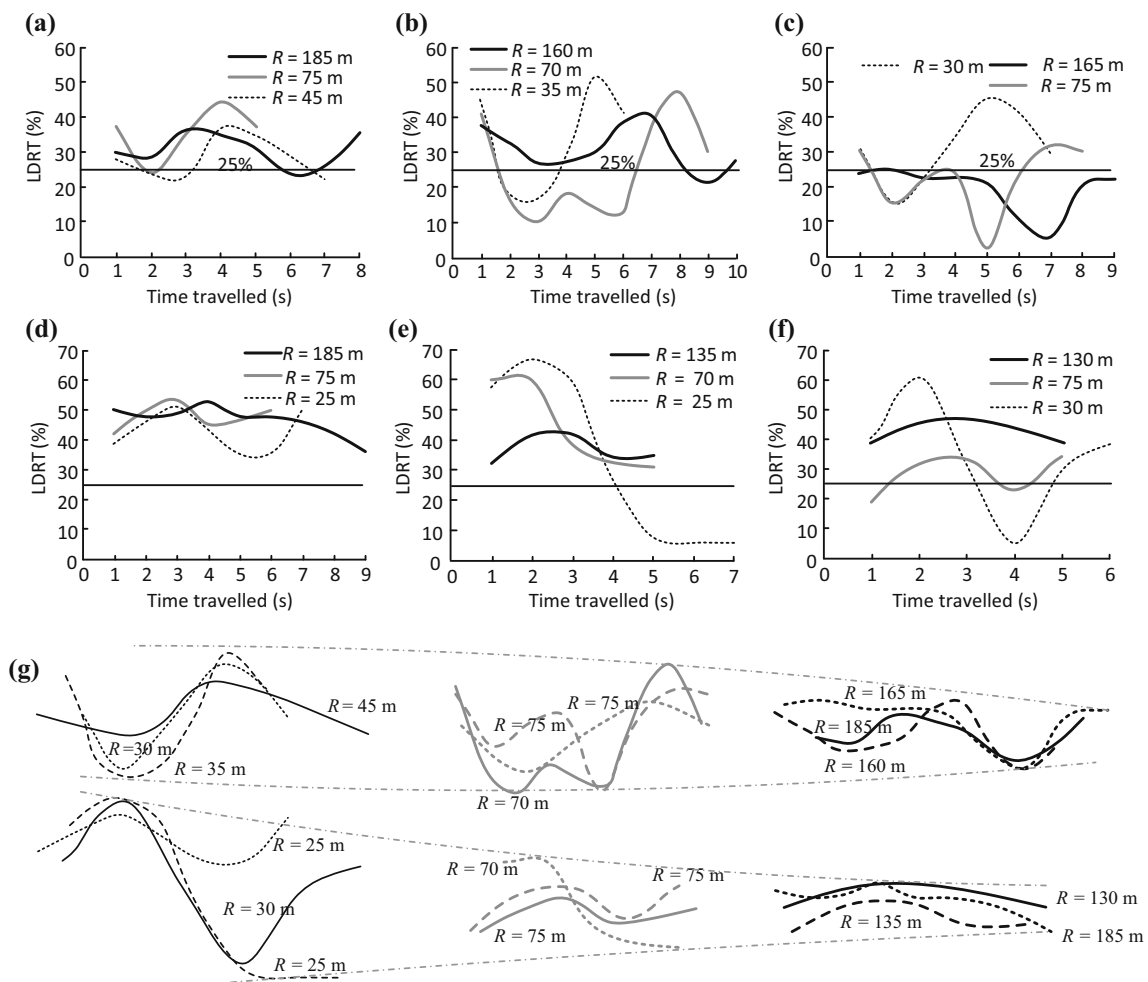 (a)
R = 185 m
R = 75 m
R = 45 m
60
50
40
30
20
10
0
LDRT (%)
25%
0 1 2 3 4 5 6 7 8
Time travelled (s)
(b)
R = 160 m
R = 70 m
R = 35 m
60
50
40
30
20
10
0
LDRT (%)
25%
0 1 2 3 4 5 6 7 8 9 10
Time travelled (s)
(c)
R = 30 m
R = 165 m
R = 75 m
60
50
40
30
20
10
0
LDRT (%)
25%
0 1 2 3 4 5 6 7 8 9
Time travelled (s)
(d)
R = 185 m
R = 75 m
R = 25 m
70
60
50
40
30
20
10
0
LDRT (%)
0 1 2 3 4 5 6 7 8 9
Time travelled (s)
(e)
R = 135 m
R = 70 m
R = 25 m
70
60
50
40
30
20
10
0
LDRT (%)
0 1 2 3 4 5 6 7
Time travelled (s)
(f)
R = 130 m
R = 75 m
R = 30 m
70
60
50
40
30
20
10
0
LDRT (%)
0 1 2 3 4 5 6
Time travelled (s)
(g)
R = 45 m
R =30 m
R = 35 m
R = 75 m
R = 75 m
R = 70 m
R = 165 m
R = 185 m
R = 160 m
R = 25 m
R = 30 m
R = 25 m
R = 70 m
R = 75 m
R = 75 m
R = 130 m
R = 135 m
R = 185 m